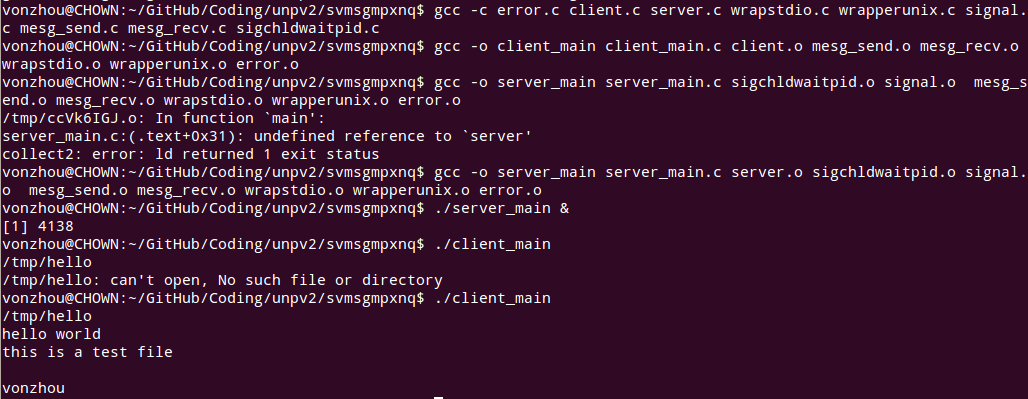 vonzhou@CHOWN:~/GitHub/Coding/unpv2/svmsgmpxnq$ gcc -c error.c client.c server.c wrapstdio.c wrapperunix.c signal.
c mesg_send.c mesg_recv.c sigchldwaitpid.c
vonzhou@CHOWN:~/GitHub/Coding/unpv2/svmsgmpxnq$ gcc -o client_main client_main.c client.o mesg_send.o mesg_recv.o
wrapstdio.o wrapperunix.o error.o
vonzhou@CHOWN:~/GitHub/Coding/unpv2/svmsgmpxnq$ gcc -o server_main server_main.c sigchldwaitpid.o signal.o  mesg_s
end.o mesg_recv.o wrapstdio.o wrapperunix.o error.o
/tmp/ccVk6IGJ.o: In function `main':
server_main.c:(.text+0x31): undefined reference to `server'
collect2: error: ld returned 1 exit status
vonzhou@CHOWN:~/GitHub/Coding/unpv2/svmsgmpxnq$ gcc -o server_main server_main.c server.o sigchldwaitpid.o signal.
o  mesg_send.o mesg_recv.o wrapstdio.o wrapperunix.o error.o
vonzhou@CHOWN:~/GitHub/Coding/unpv2/svmsgmpxnq$ ./server_main &
[1] 4138
vonzhou@CHOWN:~/GitHub/Coding/unpv2/svmsgmpxnq$ ./client_main
/tmp/hello
/tmp/hello: can't open, No such file or directory
vonzhou@CHOWN:~/GitHub/Coding/unpv2/svmsgmpxnq$ ./client_main
/tmp/hello
hello world
this is a test file

vonzhou